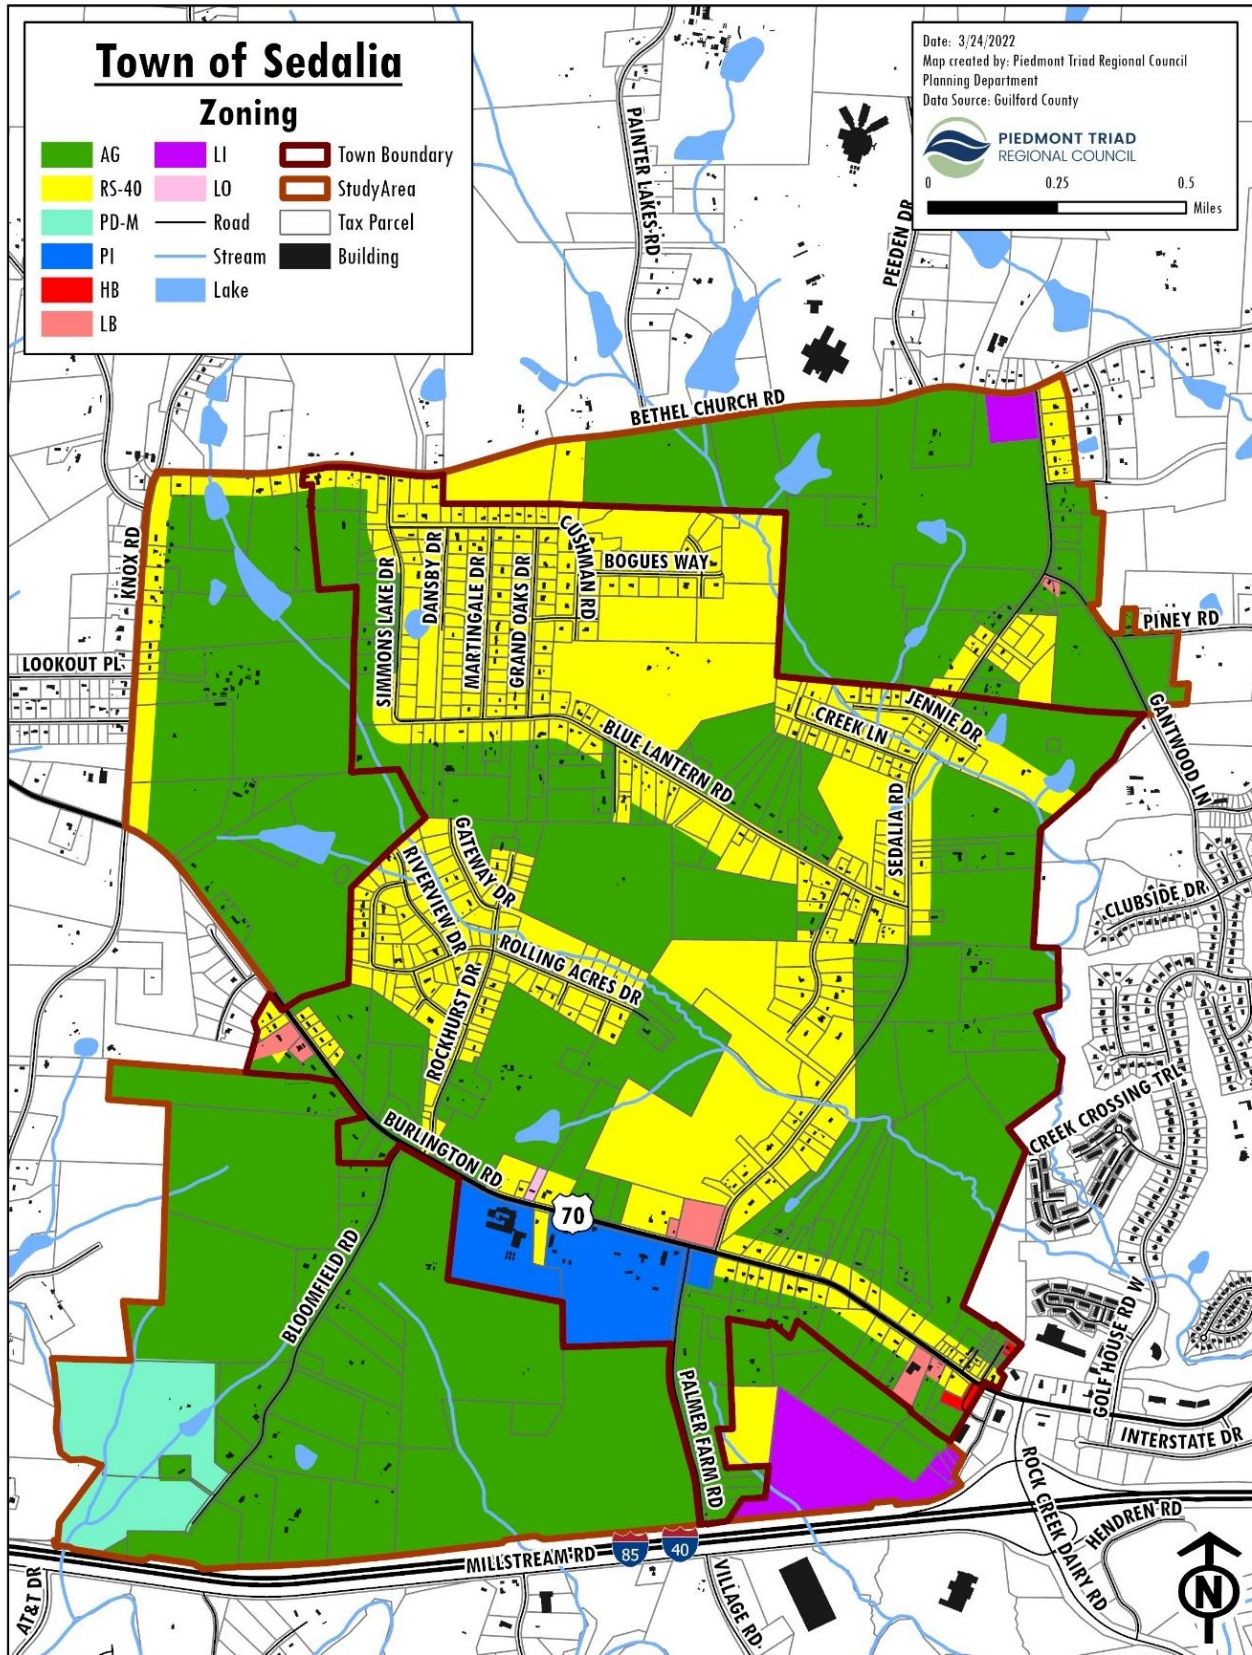 Town of Sedalia
Zoning
AG
LI
Town Boundary
RS-40
LO
StudyArea
PD-M
Road
Tax Parcel
PI
Stream
Building
HB
Lake
LB
Date: 3/24/2022
Map created by: Piedmont Triad Regional Council
Planning Department
Data Source: Guilford County
PIEDMONT TRIAD
REGIONAL COUNCIL
0 0.25 0.5
Miles
PAINTER LAKES RD
PEEDEN DR
BETHEL CHURCH RD
KNOX RD
LOOKOUT PL
SIMMONS LAKE DR
DANSBY DR
MARTINGALE DR
GRAND OAKS DR
CUSHMAN RD
BOGUES WAY
PINEY RD
GANTWOOD LN
JENNIE DR
CREEK LN
BLUE LANTERN RD
SEDALIA RD
GATEWAY DR
RIVERVIEW DR
ROLLING ACRES DR
ROCKHURST DR
CLUBSIDE DR
CREEK CROSSING TRL
BURLINGTON RD
70
BLOOMFIELD RD
PALMER FARM RD
GOLF HOUSE RD W
INTERSTATE DR
ROCK CREEK DAIRY RD
HENDREN RD
MILLSTREAM RD
85
40
VILLAGE RD
AT&T DR
N